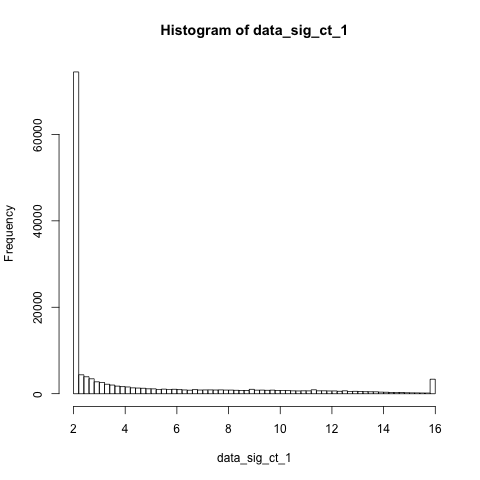 Histogram of data_sig_ct_1
Frequency
60000
40000
20000
0
2 4 6 8 10 12 14 16
data_sig_ct_1